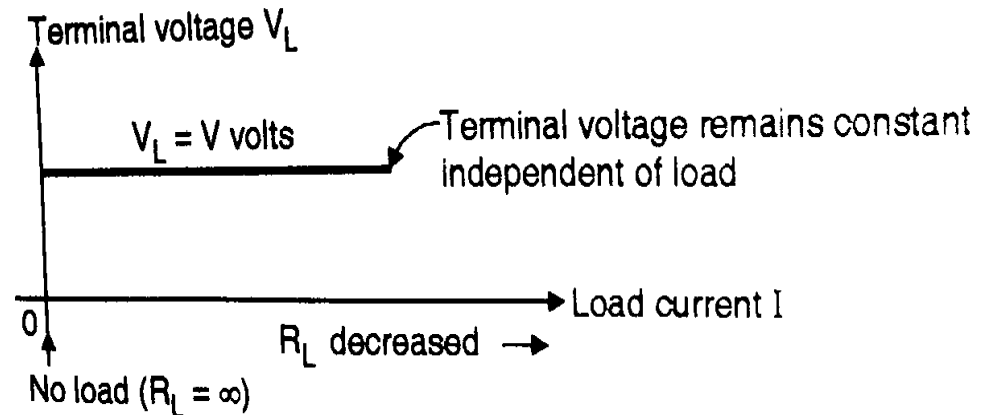 Terminal voltage V_L
V_L = V volts
Terminal voltage remains constant
independent of load
0
Load current I
R_L decreased
No load (R_L = ∞)